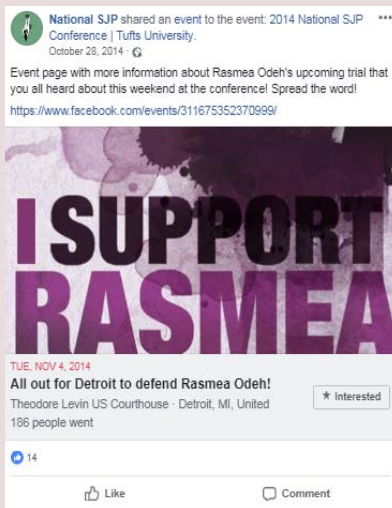 National SJP shared an event to the event: 2014 National SJP
Conference | Tufts University.
October 28, 2014
Event page with more information about Rasmea Odeh's upcoming trial that
you all heard about this weekend at the conference! Spread the word!
https://www.facebook.com/events/311675352370999/
I SUPPORT
RASMEA
TUE, NOV 4, 2014
All out for Detroit to defend Rasmea Odeh!
Theodore Levin US Courthouse · Detroit, MI, United
★ Interested
186 people went
14
Like
Comment